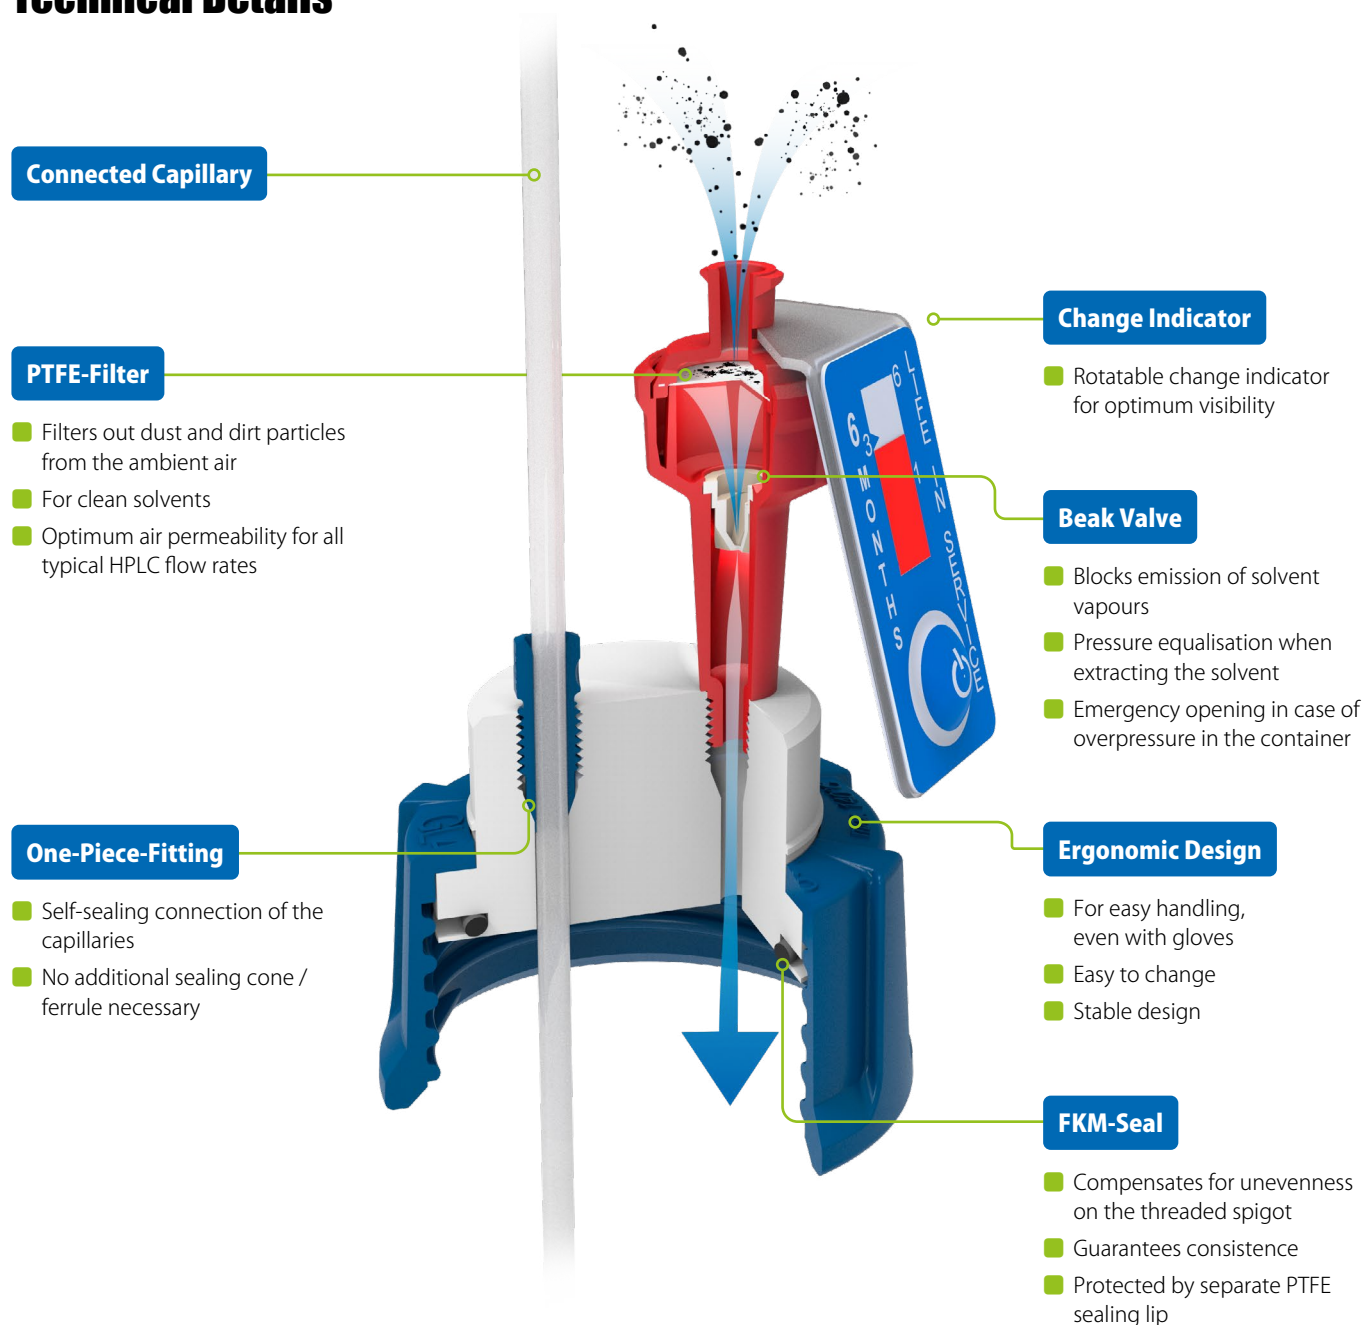 Technical Details
Connected Capillary
PTFE-Filter
Filters out dust and dirt particles
from the ambient air
For clean solvents
Optimum air permeability for all
typical HPLC flow rates
One-Piece-Fitting
Self-sealing connection of the
capillaries
No additional sealing cone /
ferrule necessary
LIFE IN SERVICE
6
3
1
6 MONTHS
GL
Change Indicator
Rotatable change indicator
for optimum visibility
Beak Valve
Blocks emission of solvent
vapours
Pressure equalisation when
extracting the solvent
Emergency opening in case of
overpressure in the container
Ergonomic Design
For easy handling,
even with gloves
Easy to change
Stable design
FKM-Seal
Compensates for unevenness
on the threaded spigot
Guarantees consistence
Protected by separate PTFE
sealing lip